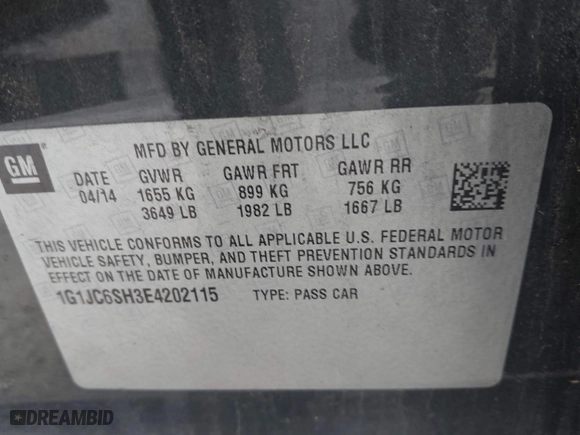 GM
MFD BY GENERAL MOTORS LLC
DATE GVWR GAWR FRT GAWR RR
04/14 1655 KG 899 KG 756 KG
3649 LB 1982 LB 1667 LB
THIS VEHICLE CONFORMS TO ALL APPLICABLE U.S. FEDERAL MOTOR
VEHICLE SAFETY, BUMPER, AND THEFT PREVENTION STANDARDS IN
EFFECT ON THE DATE OF MANUFACTURE SHOWN ABOVE.
1G1JC6SH3E4202115 TYPE: PASS CAR
DREAMBID